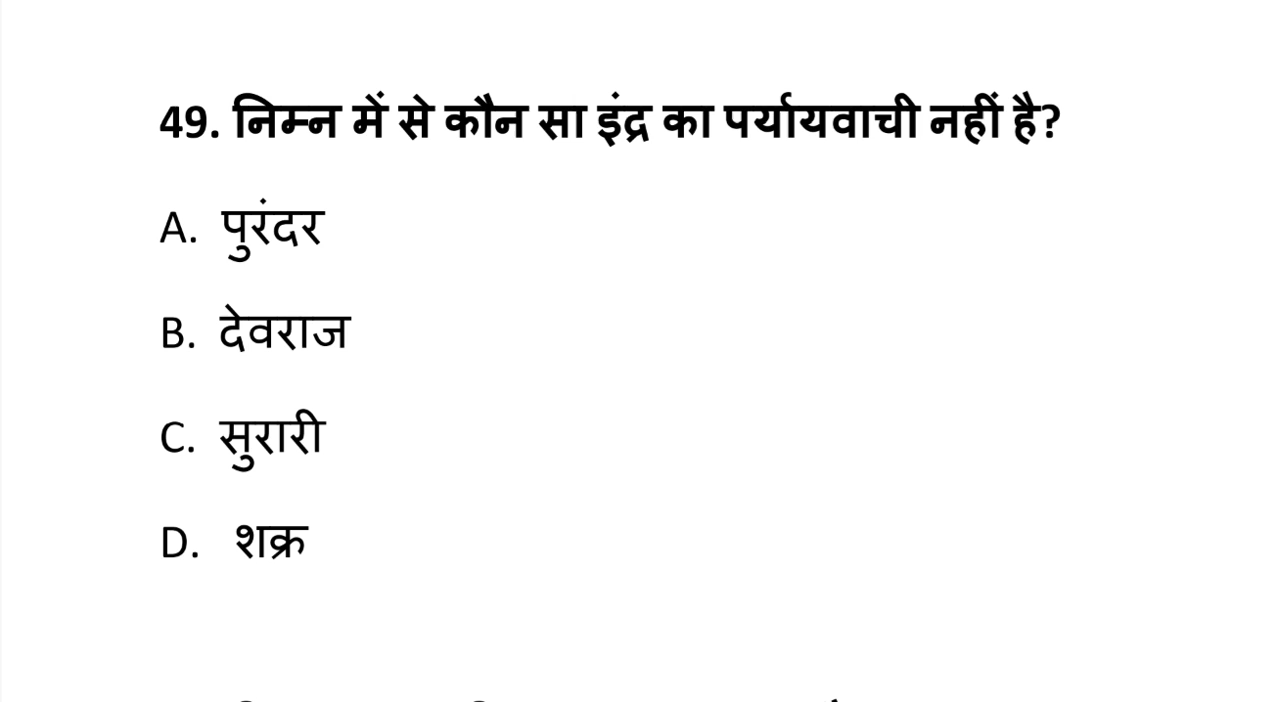 49. निम्न में से कौन सा इंद्र का पर्यायवाची नहीं है?
A. पुरंदर
B. देवराज
C. सुरारी
D. शक्र